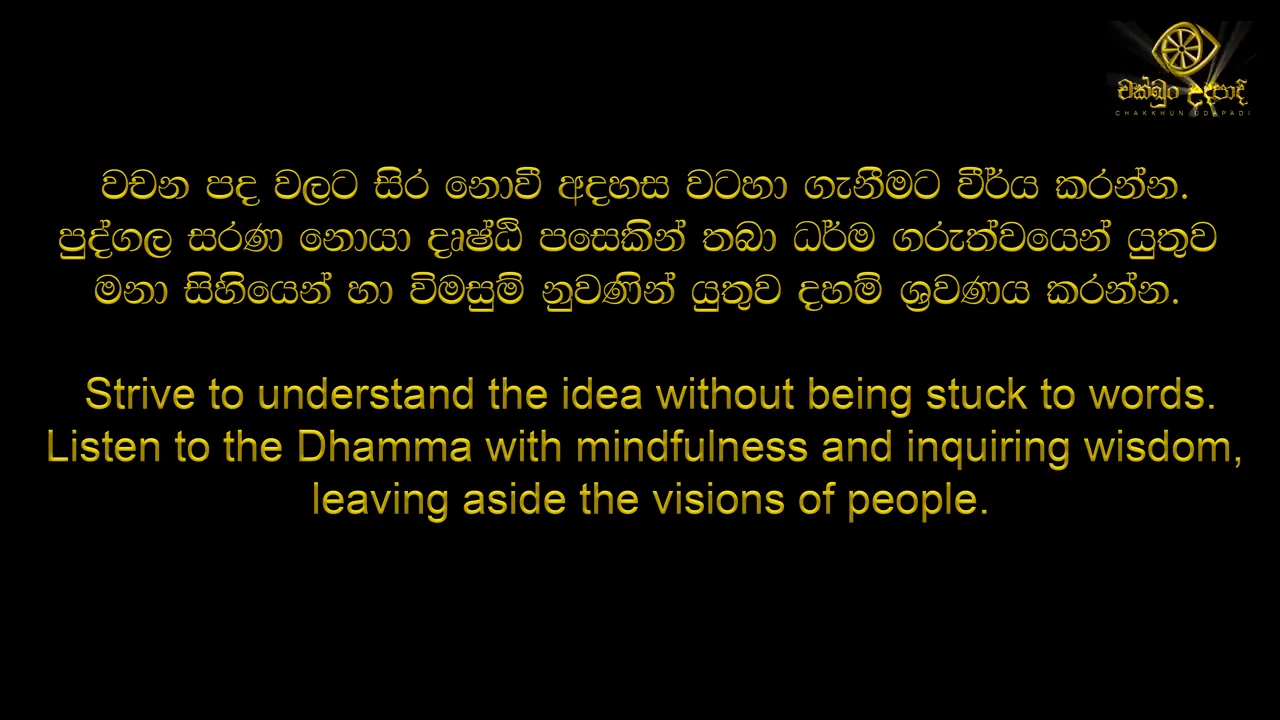 චක්ඛුං උදපාදි
CHAKKHUN UDAPADI
වචන පද වලට සිර නොවී අදහස වටහා ගැනීමට වීර්ය කරන්න.
පුද්ගල සරණ නොයා දෘෂ්ඨි පසෙකින් තබා ධර්ම ගරුත්වයෙන් යුතුව
මනා සිහියෙන් හා විමසුම් නුවණින් යුතුව දහම් ශ්‍රවණය කරන්න.
Strive to understand the idea without being stuck to words.
Listen to the Dhamma with mindfulness and inquiring wisdom,
leaving aside the visions of people.